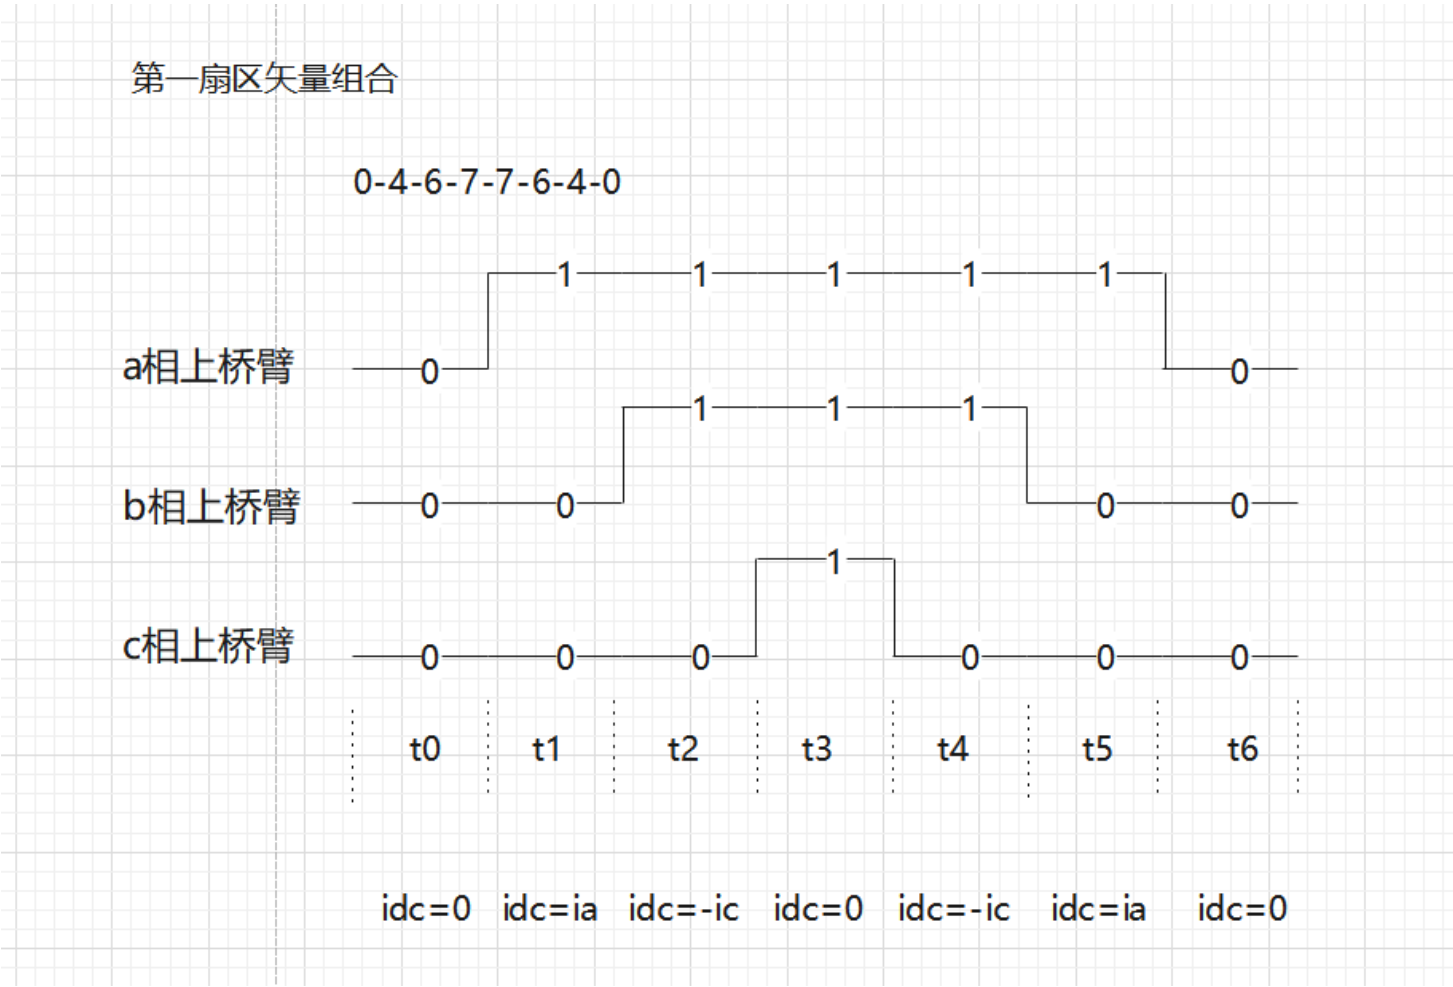 第一扇区矢量组合
0-4-6-7-7-6-4-0
1 1 1 1 1
a相上桥臂 0 0
1 1 1
b相上桥臂 0 0 0 0
1
c相上桥臂 0 0 0 0 0 0
t0 t1 t2 t3 t4 t5 t6
idc=0 idc=ia idc=-ic idc=0 idc=-ic idc=ia idc=0